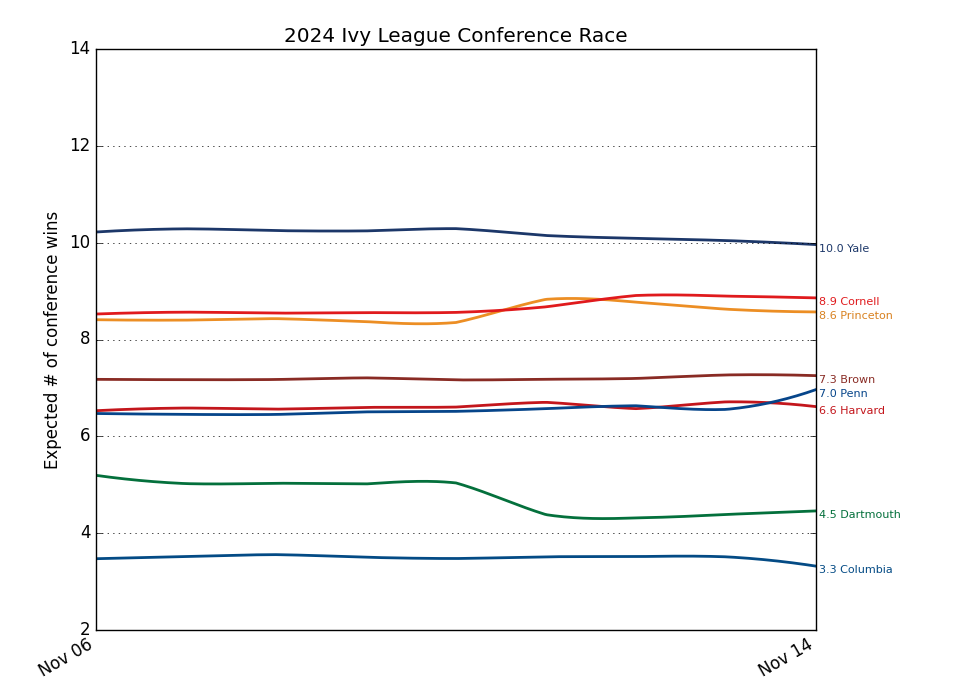 2024 Ivy League Conference Race
Expected # of conference wins
14
12
10
8
6
4
2
Nov 06
Nov 14
10.0 Yale
8.9 Cornell
8.6 Princeton
7.3 Brown
7.0 Penn
6.6 Harvard
4.5 Dartmouth
3.3 Columbia